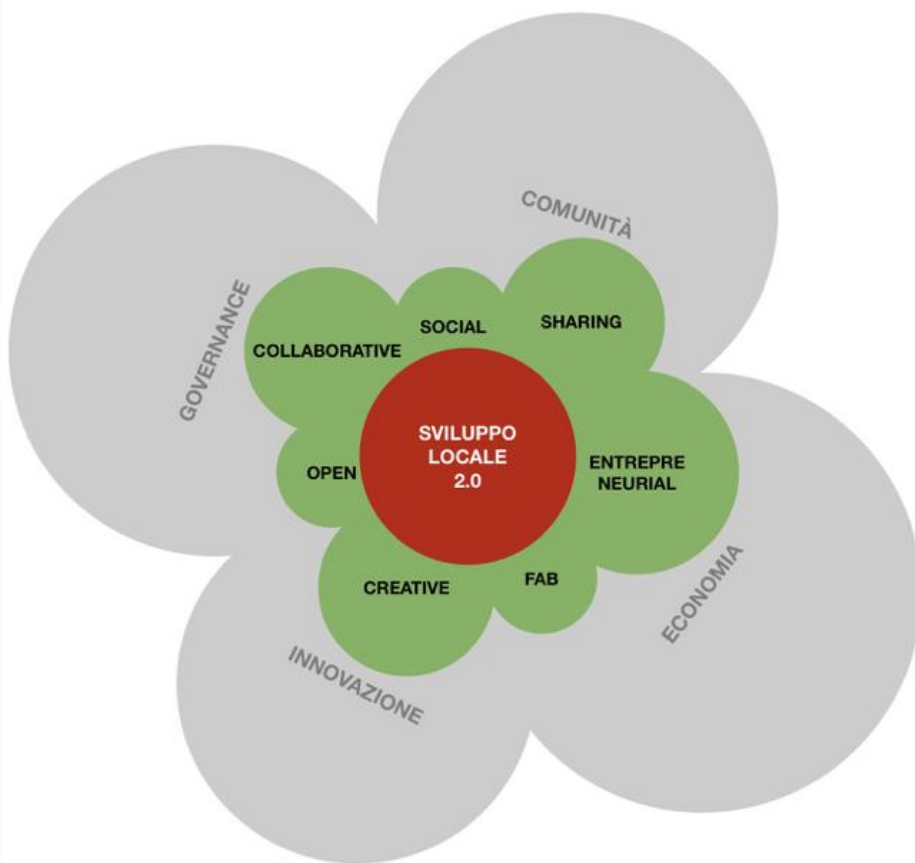 COMUNITÀ
GOVERNANCE
SOCIAL
SHARING
COLLABORATIVE
SVILUPPO
LOCALE
2.0
OPEN
ENTREPRE
NEURIAL
CREATIVE
FAB
ECONOMIA
INNOVAZIONE